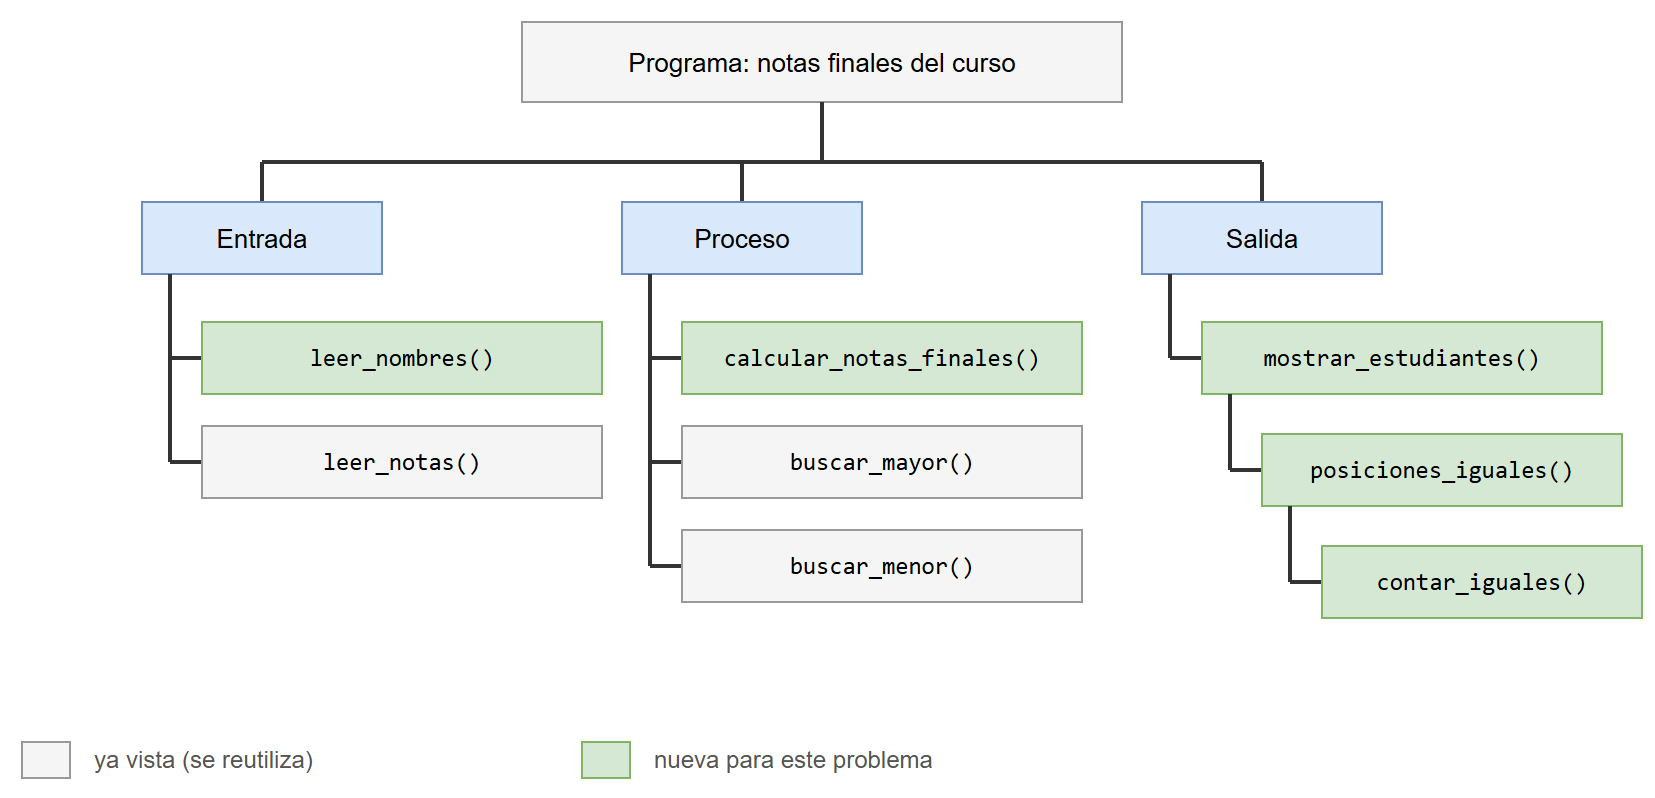 Programa: notas finales del curso
Entrada
Proceso
Salida
leer_nombres()
calcular_notas_finales()
mostrar_estudiantes()
leer_notas()
buscar_mayor()
posiciones_iguales()
buscar_menor()
contar_iguales()
ya vista (se reutiliza)
nueva para este problema